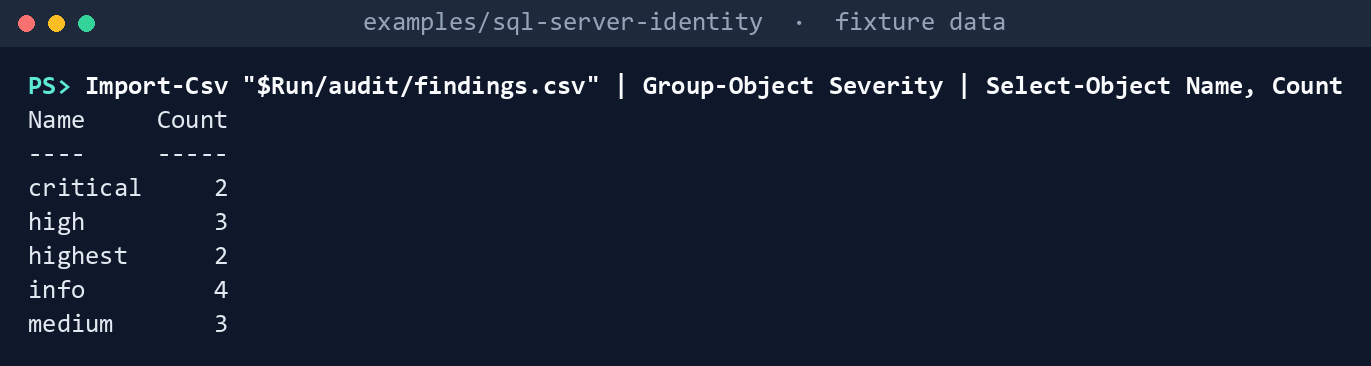 examples/sql-server-identity · fixture data
PS> Import-Csv "$Run/audit/findings.csv" | Group-Object Severity | Select-Object Name, Count
Name     Count
----     -----
critical     2
high         3
highest      2
info         4
medium       3